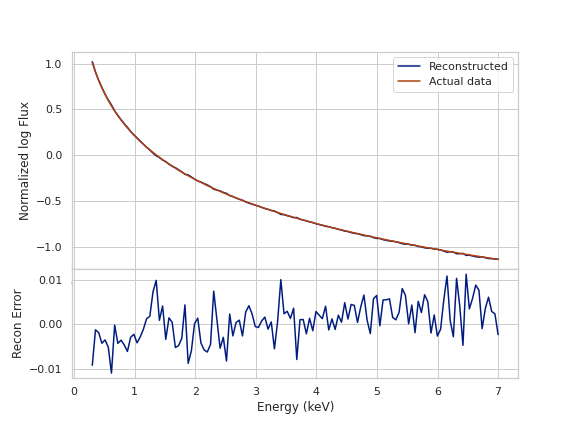 Normalized log Flux
1.0
0.5
0.0
−0.5
−1.0
Reconstructed
Actual data
Recon Error
0.01
0.00
−0.01
0 1 2 3 4 5 6 7
Energy (keV)